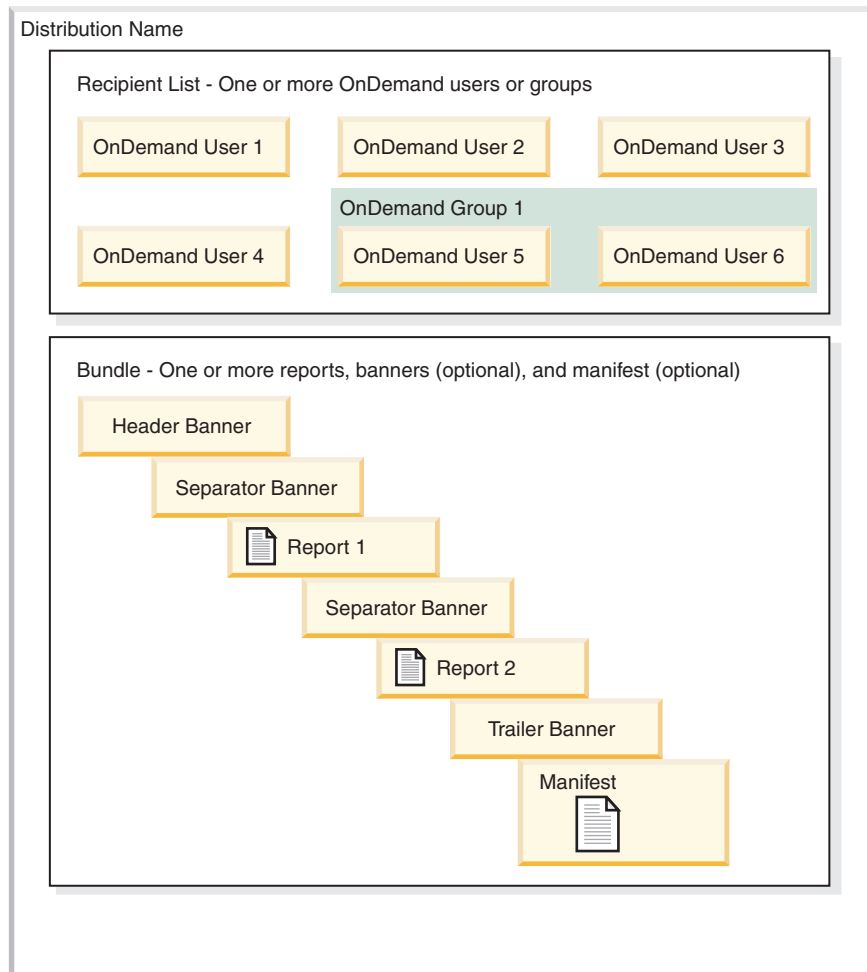 Distribution Name
Recipient List - One or more OnDemand users or groups
OnDemand User 1
OnDemand User 2
OnDemand User 3
OnDemand Group 1
OnDemand User 4
OnDemand User 5
OnDemand User 6
Bundle - One or more reports, banners (optional), and manifest (optional)
Header Banner
Separator Banner
Report 1
Separator Banner
Report 2
Trailer Banner
Manifest